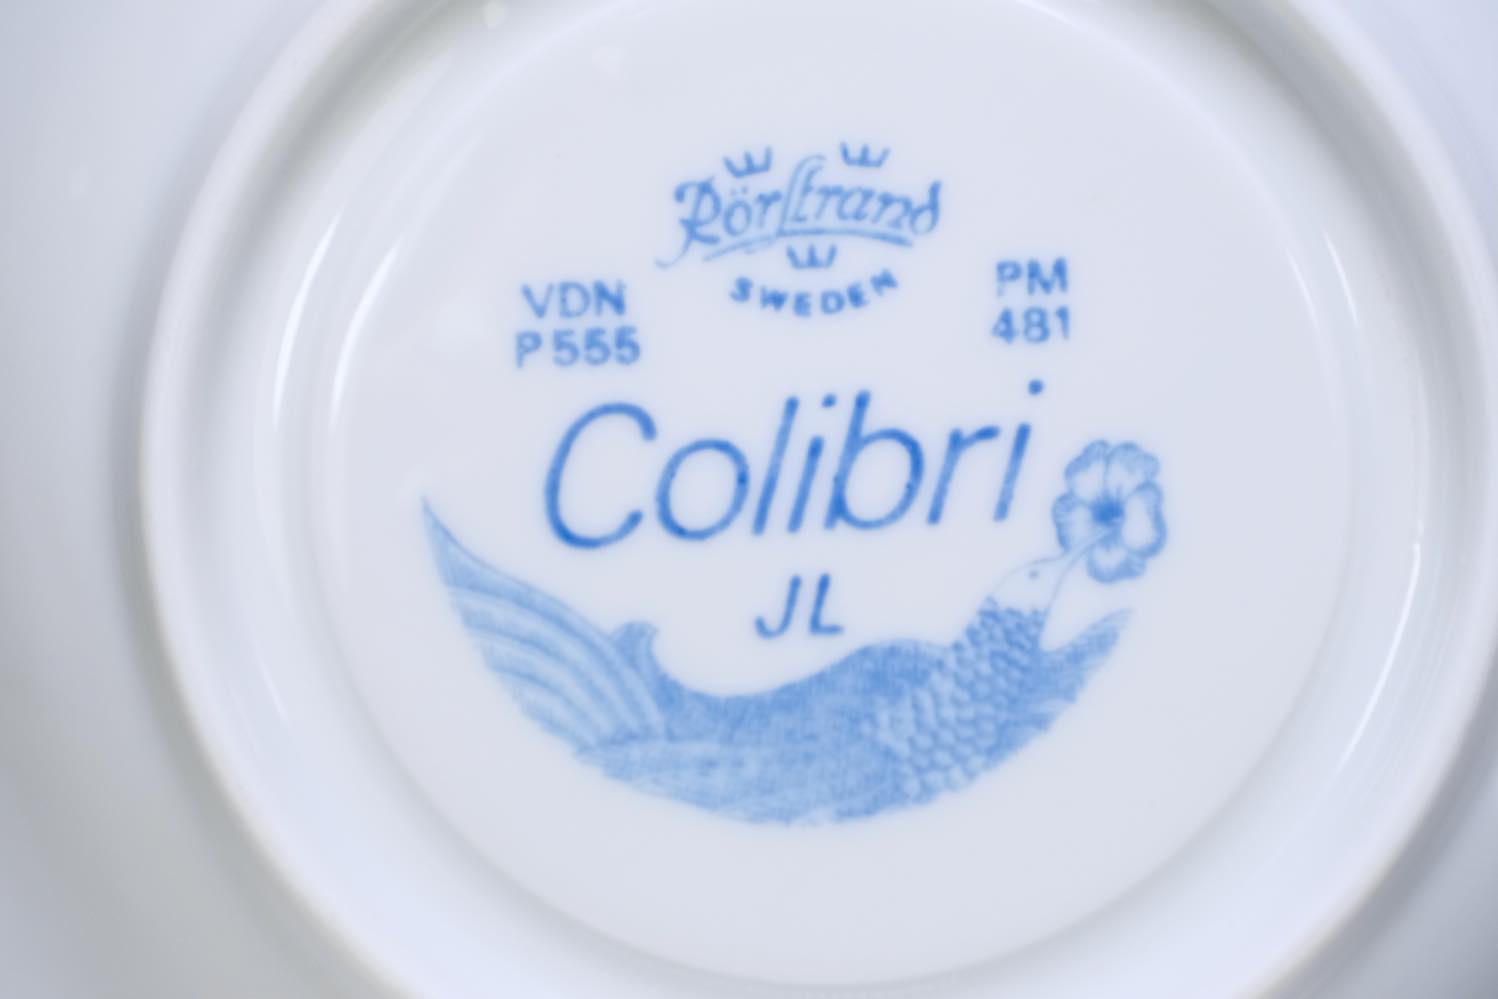 Rörstrand
SWEDEN
VDN
P555
PM
481
Colibri
JL